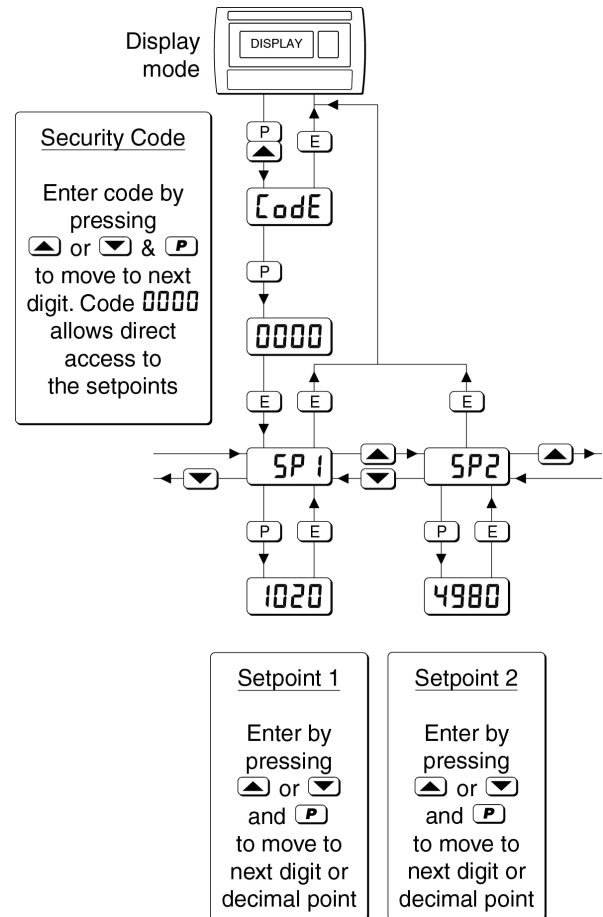 Display
mode
DISPLAY
P
E
Security Code
Enter code by
pressing
or & P
to move to next
digit. Code 0000
allows direct
access to
the setpoints
CodE
P
0000
E
E
E
SP1
SP2
P
E
P
E
1020
4980
Setpoint 1
Enter by
pressing
or
and P
to move to
next digit or
decimal point
Setpoint 2
Enter by
pressing
or
and P
to move to
next digit or
decimal point